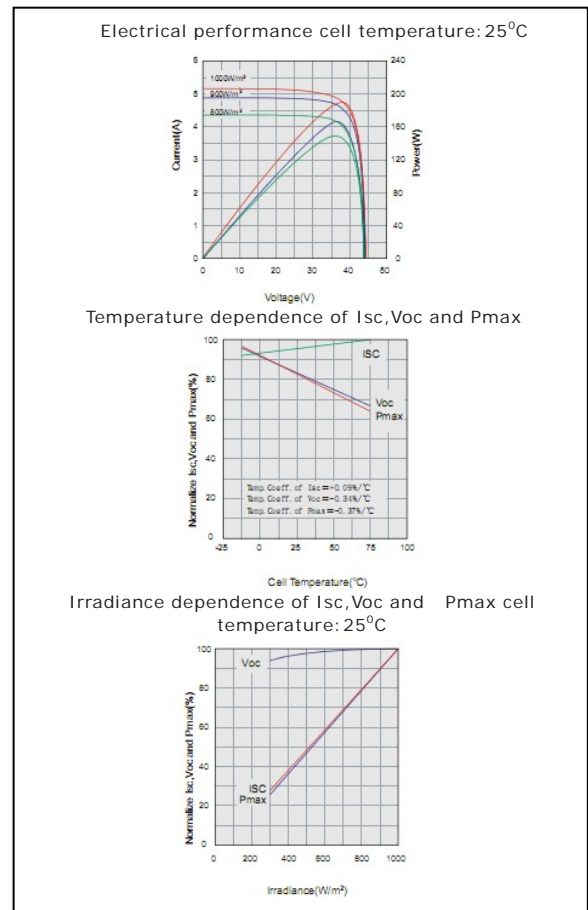 Electrical performance cell temperature:25⁰C
6
5
4
3
2
1
0
Current(A)
1000W/m²
900W/m²
800W/m²
240
200
160
120
80
40
0
Power(W)
0
10
20
30
40
50
Voltage(V)
Temperature dependence of Isc,Voc and Pmax
100
80
60
40
20
0
Normalize Isc,Voc and Pmax(%)
ISC
Voc
Pmax
Temp. Coeff. of Isc=+0.09%/℃
Temp. Coeff. of Voc=-0.34%/℃
Temp. Coeff. of Pmax=-0.37%/℃
-25
0
25
50
75
100
Cell Temperature(℃)
Irradiance dependence of Isc,Voc and Pmax cell
temperature:25⁰C
100
80
60
40
20
0
Normalize Isc,Voc and Pmax(%)
Voc
ISC
Pmax
0
200
400
600
800
1000
Irradiance(W/m²)